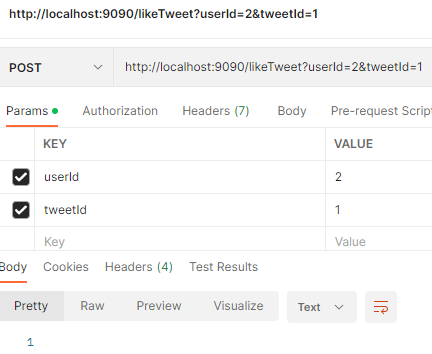 http://localhost:9090/likeTweet?userId=2&tweetId=1
POST http://localhost:9090/likeTweet?userId=2&tweetId=1
Params Authorization Headers (7) Body Pre-request Scrip
KEY VALUE
userId 2
tweetId 1
Key Value
Body Cookies Headers (4) Test Results
Pretty Raw Preview Visualize Text
1